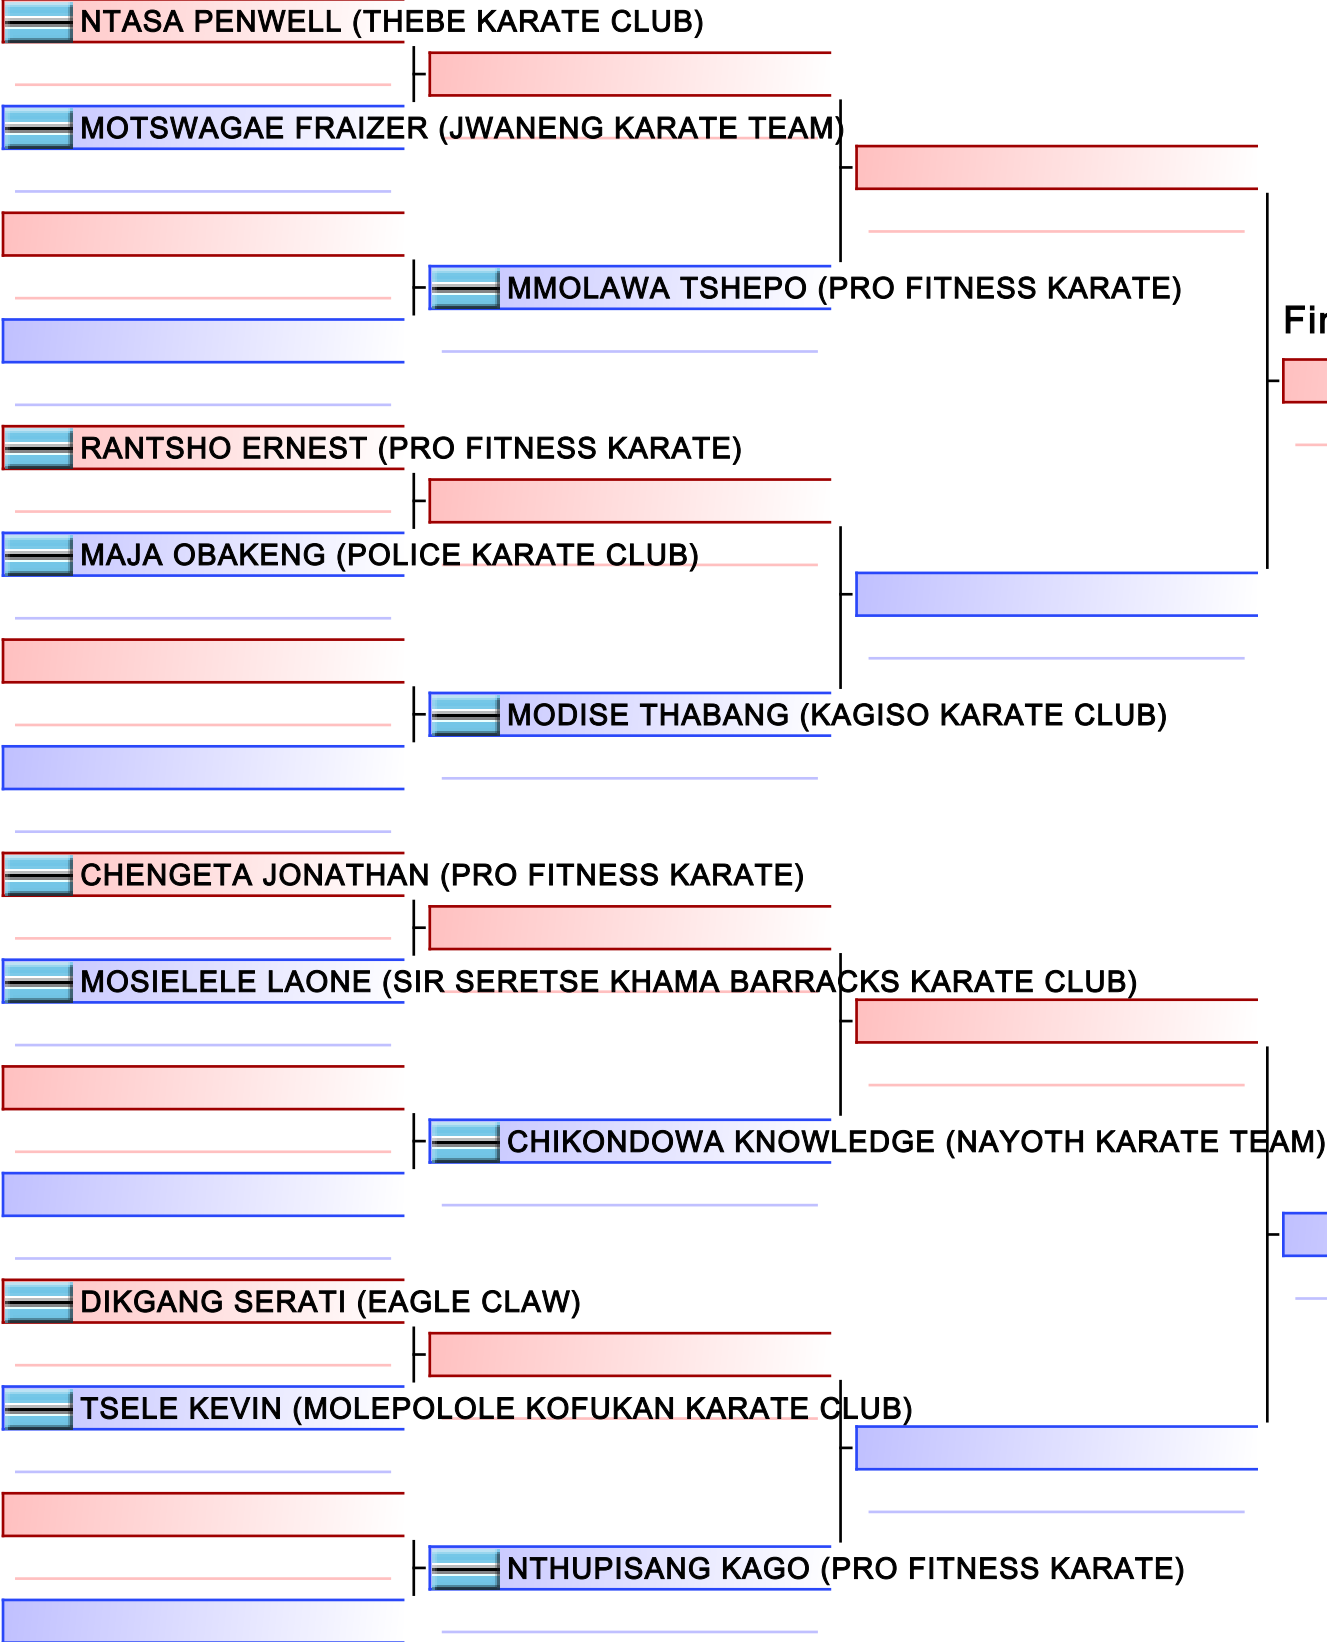 NTASA PENWELL (THEBE KARATE CLUB)
MOTSWAGAE FRAIZER (JWANENG KARATE TEAM)
MMOLAWA TSHEPO (PRO FITNESS KARATE)
RANTSHO ERNEST (PRO FITNESS KARATE)
MAJA OBAKENG (POLICE KARATE CLUB)
MODISE THABANG (KAGISO KARATE CLUB)
CHENGETA JONATHAN (PRO FITNESS KARATE)
MOSIELELE LAONE (SIR SERETSE KHAMA BARRACKS KARATE CLUB)
CHIKONDOWA KNOWLEDGE (NAYOTH KARATE TEAM)
DIKGANG SERATI (EAGLE CLAW)
TSELE KEVIN (MOLEPOLOLE KOFUKAN KARATE CLUB)
NTHUPISANG KAGO (PRO FITNESS KARATE)